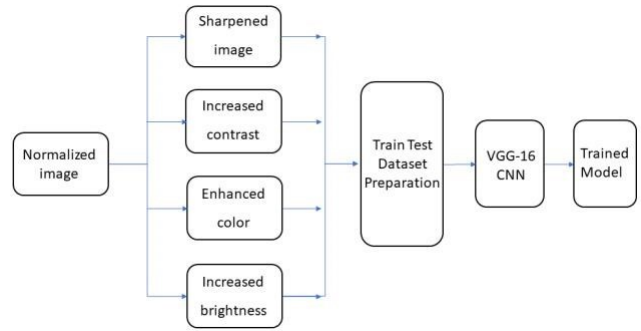 Normalized
image
Sharpened
image
Increased
contrast
Enhanced
color
Increased
brightness
Train Test
Dataset
Preparation
VGG-16
CNN
Trained
Model